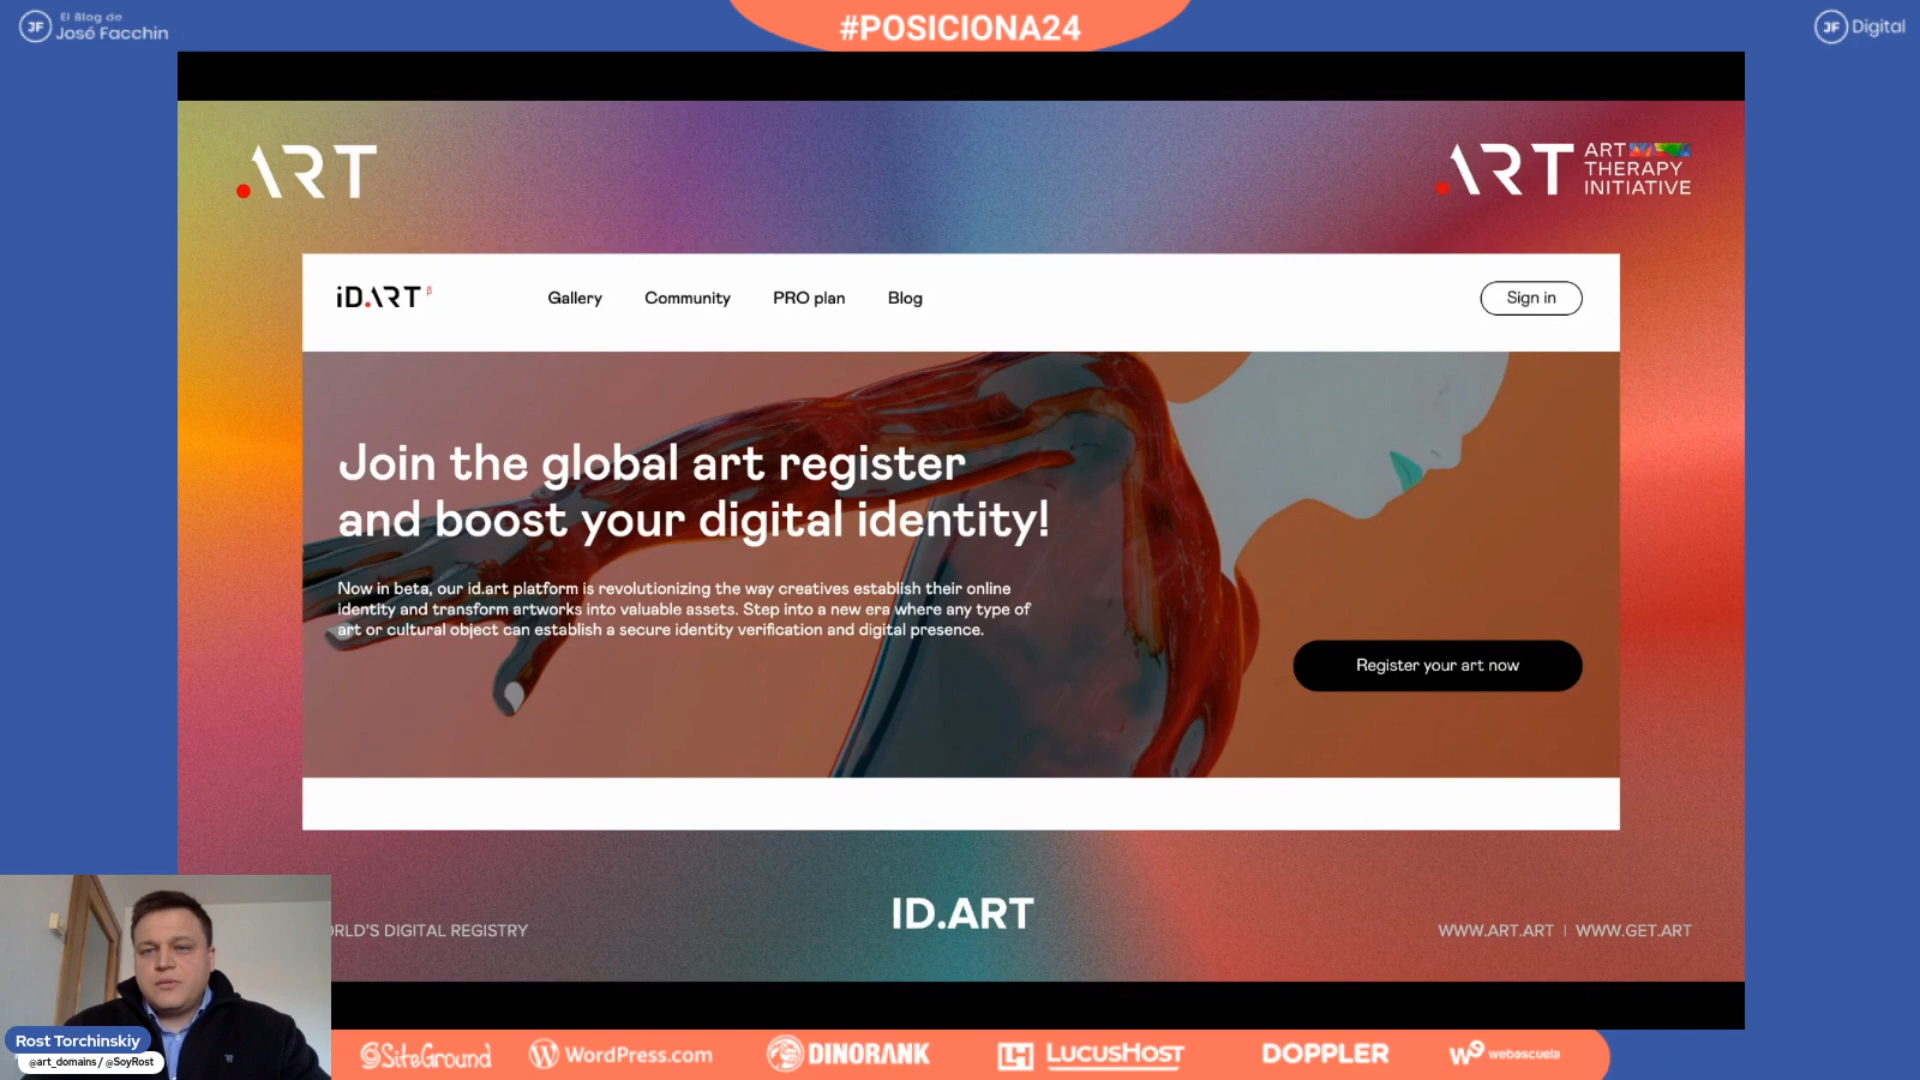 JF El Blog de
José Facchin
#POSICIONA24
JF Digital
.ART
.ART ART
THERAPY
INITIATIVE
iD.ART β
Gallery
Community
PRO plan
Blog
Sign in
Join the global art register
and boost your digital identity!
Now in beta, our id.art platform is revolutionizing the way creatives establish their online
identity and transform artworks into valuable assets. Step into a new era where any type of
art or cultural object can establish a secure identity verification and digital presence.
Register your art now
ID.ART
RLD'S DIGITAL REGISTRY
WWW.ART.ART | WWW.GET.ART
Rost Torchinskiy
@art_domains / @SoyRost
SiteGround
WordPress.com
DINORANK
LH LucusHost
DOPPLER
webescuela